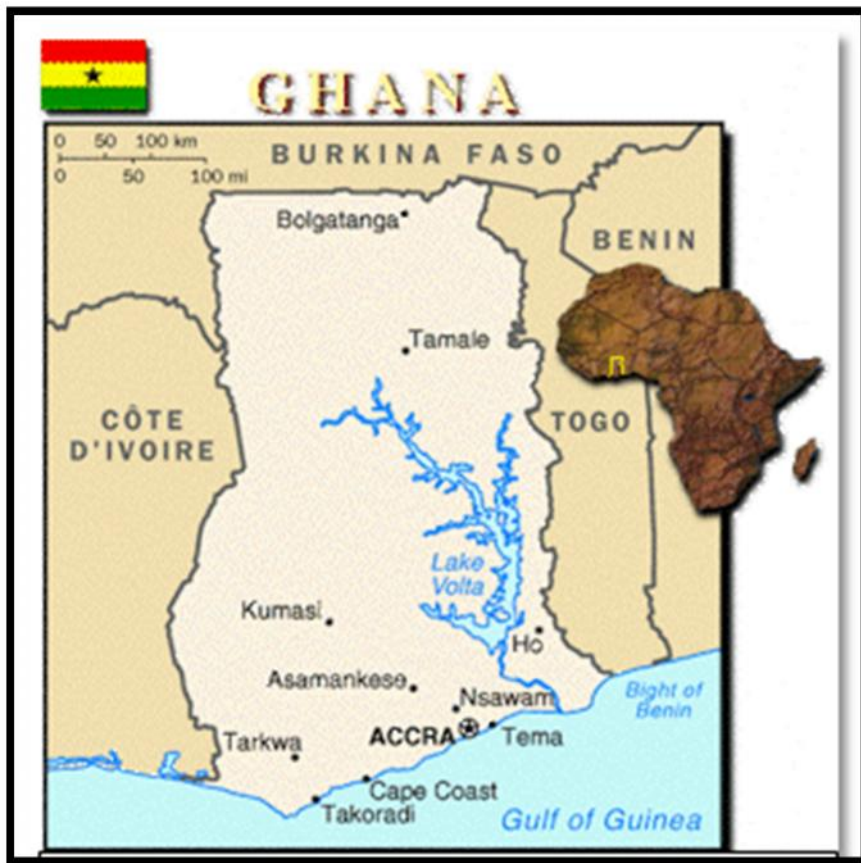 GHANA
0 50 100 km
0 50 100 mi
BURKINA FASO
Bolgatanga
BENIN
Tamale
CÔTE
D'IVOIRE
TOGO
Lake
Volta
Kumasi
Ho
Asamankese
Nsawam
Bight of
Benin
ACCRA
Tema
Tarkwa
Cape Coast
Takoradi
Gulf of Guinea